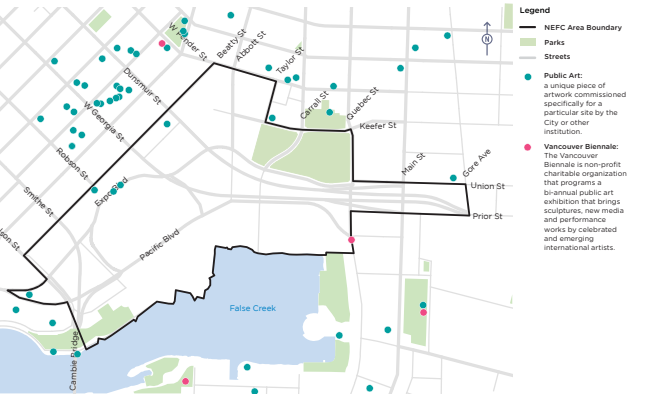 W Pender St
Beatty St
Abbott St
Taylor St
Dunsmuir St
Carrall St
Quebec St
W Georgia St
Keefer St
Robson St
Main St
Gore Ave
Expo Blvd
Union St
Smithe St
Prior St
son St
Pacific Blvd
False Creek
Cambie Bridge
N
Legend
NEFC Area Boundary
Parks
Streets
Public Art:
a unique piece of
artwork commissioned
specifically for a
particular site by the
City or other
institution.
Vancouver Biennale:
The Vancouver
Biennale is non-profit
charitable organization
that programs a
bi-annual public art
exhibition that brings
sculptures, new media
and performance
works by celebrated
and emerging
international artists.